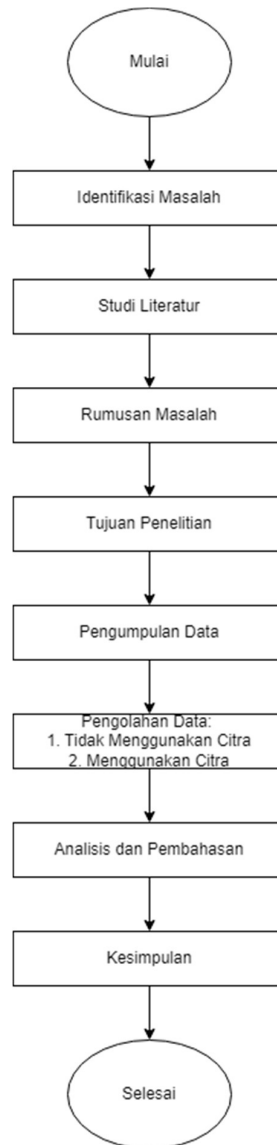 Mulai
Identifikasi Masalah
Studi Literatur
Rumusan Masalah
Tujuan Penelitian
Pengumpulan Data
Pengolahan Data:
1. Tidak Menggunakan Citra
2. Menggunakan Citra
Analisis dan Pembahasan
Kesimpulan
Selesai